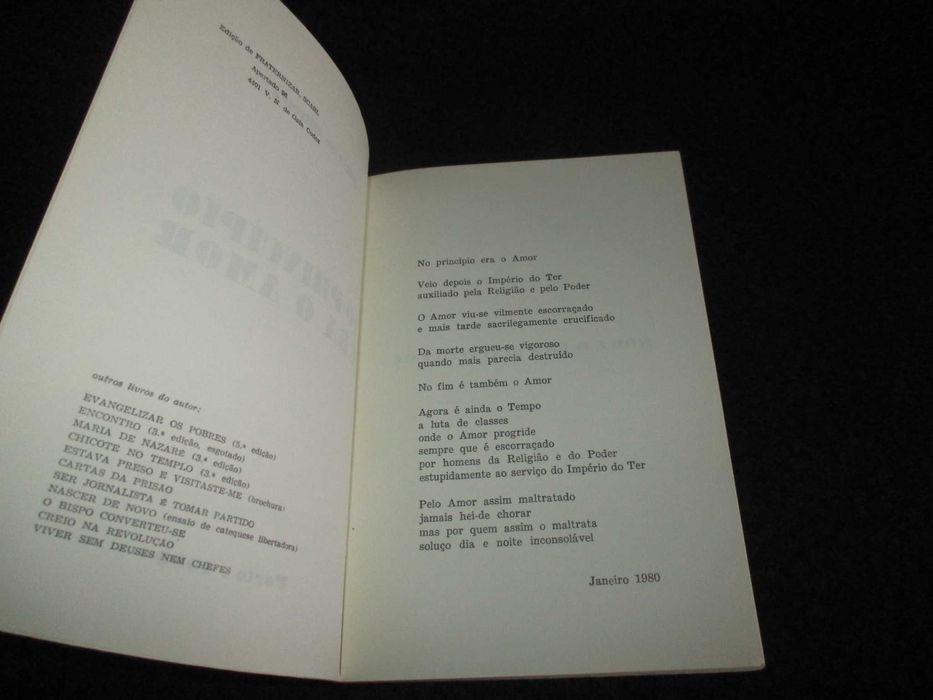 Edição de FRATERNIZAR, SCARL
Apartado 96
4401 V. N. de Gaia Codex
outros livros do autor:
EVANGELIZAR OS POBRES (5.ª edição)
ENCONTRO (3.ª edição, esgotado)
MARIA DE NAZARÉ (3.ª edição)
CHICOTE NO TEMPLO (3.ª edição)
ESTAVA PRESO E VISITASTE-ME (brochura)
CARTAS DA PRISÃO
SER JORNALISTA É TOMAR PARTIDO
NASCER DE NOVO (ensaio de catequese libertadora)
O BISPO CONVERTEU-SE
CREIO NA REVOLUÇÃO
VIVER SEM DEUSES NEM CHEFES
No princípio era o Amor
Veio depois o Império do Ter
auxiliado pela Religião e pelo Poder
O Amor viu-se vilmente escorraçado
e mais tarde sacrilegamente crucificado
Da morte ergueu-se vigoroso
quando mais parecia destruído
No fim é também o Amor
Agora é ainda o Tempo
a luta de classes
onde o Amor progride
sempre que é escorraçado
por homens da Religião e do Poder
estupidamente ao serviço do Império do Ter
Pelo Amor assim maltratado
jamais hei-de chorar
mas por quem assim o maltrata
soluço dia e noite inconsolável
Janeiro 1980